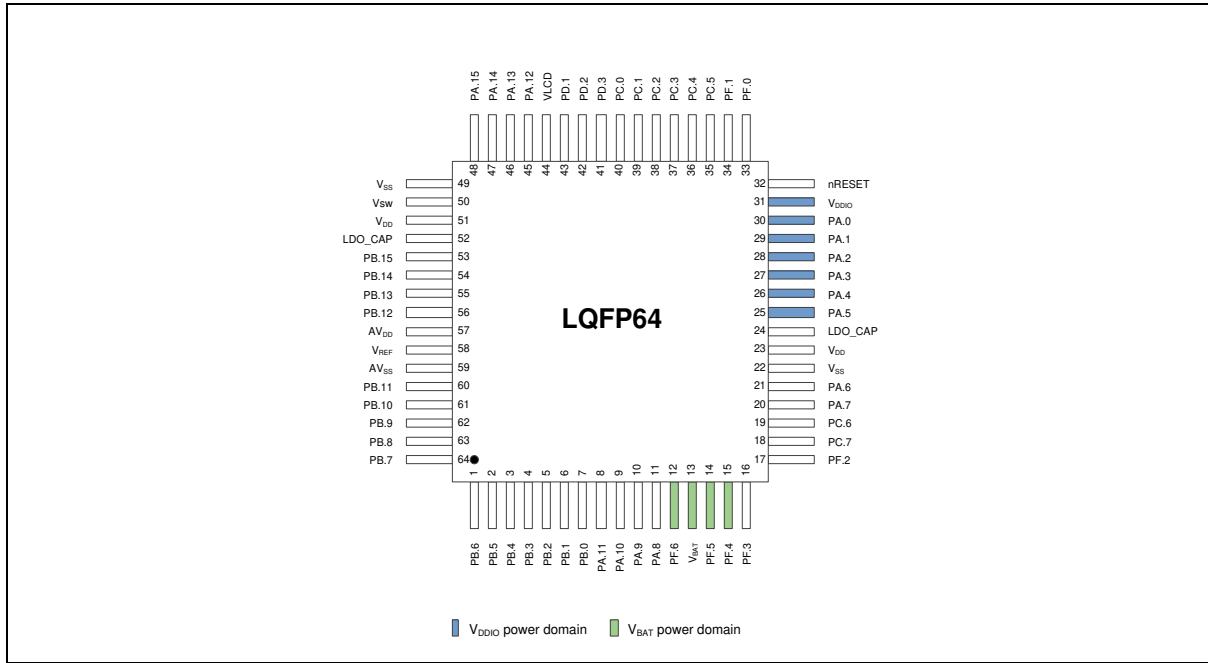 PA.15 PA.14 PA.13 PA.12 VLCD PD.1 PD.2 PD.3 PC.0 PC.1 PC.2 PC.3 PC.4 PC.5 PF.1 PF.0
48 47 46 45 44 43 42 41 40 39 38 37 36 35 34 33
VSS 49 32 nRESET
Vsw 50 31 VDDIO
VDD 51 30 PA.0
LDO_CAP 52 29 PA.1
PB.15 53 28 PA.2
PB.14 54 27 PA.3
PB.13 55 26 PA.4
PB.12 56 25 PA.5
LQFP64
AVDD 57 24 LDO_CAP
VREF 58 23 VDD
AVSS 59 22 VSS
PB.11 60 21 PA.6
PB.10 61 20 PA.7
PB.9 62 19 PC.6
PB.8 63 18 PC.7
PB.7 64 17 PF.2
1 2 3 4 5 6 7 8 9 10 11 12 13 14 15 16
PB.6 PB.5 PB.4 PB.3 PB.2 PB.1 PB.0 PA.11 PA.10 PA.9 PA.8 PF.6 VBAT PF.5 PF.4 PF.3
VDDIO power domain VBAT power domain